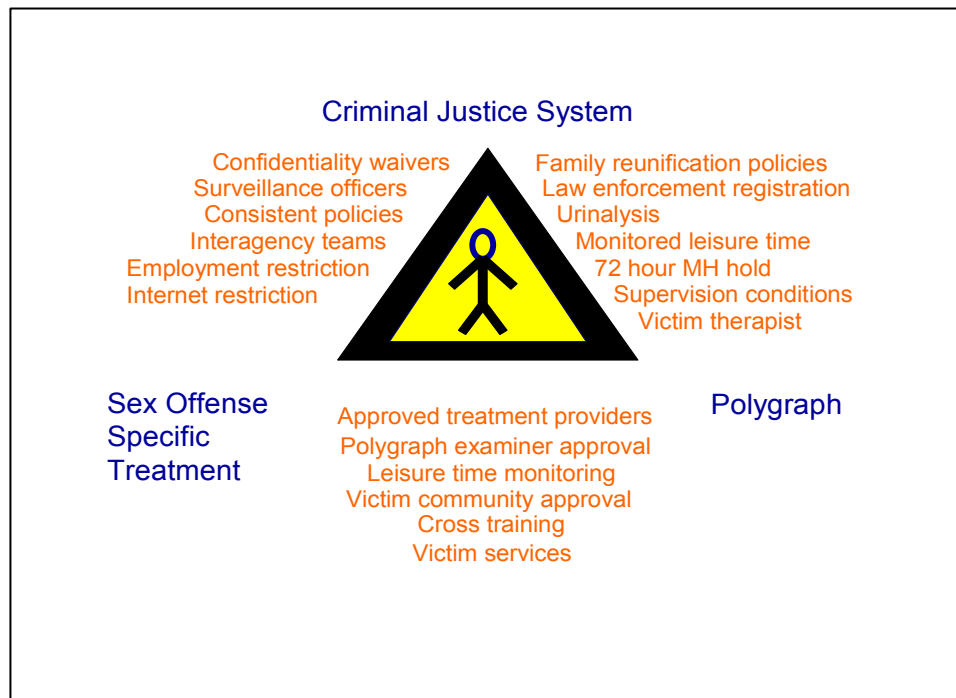 Criminal Justice System
Confidentiality waivers
Surveillance officers
Consistent policies
Interagency teams
Employment restriction
Internet restriction
Family reunification policies
Law enforcement registration
Urinalysis
Monitored leisure time
72 hour MH hold
Supervision conditions
Victim therapist
Sex Offense
Specific
Treatment
Approved treatment providers
Polygraph examiner approval
Leisure time monitoring
Victim community approval
Cross training
Victim services
Polygraph